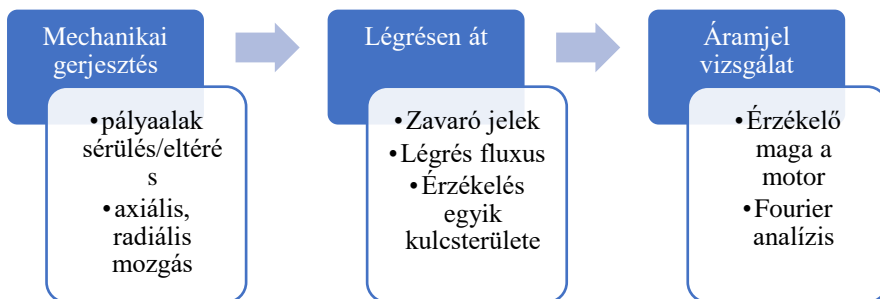 Mechanikai
gerjesztés
•pályaalak
sérülés/eltéré
s
•axiális,
radiális
mozgás
Légrésen át
•Zavaró jelek
•Légrés fluxus
•Érzékelés
egyik
kulcsterülete
Áramjel
vizsgálat
•Érzékelő
maga a
motor
•Fourier
analízis